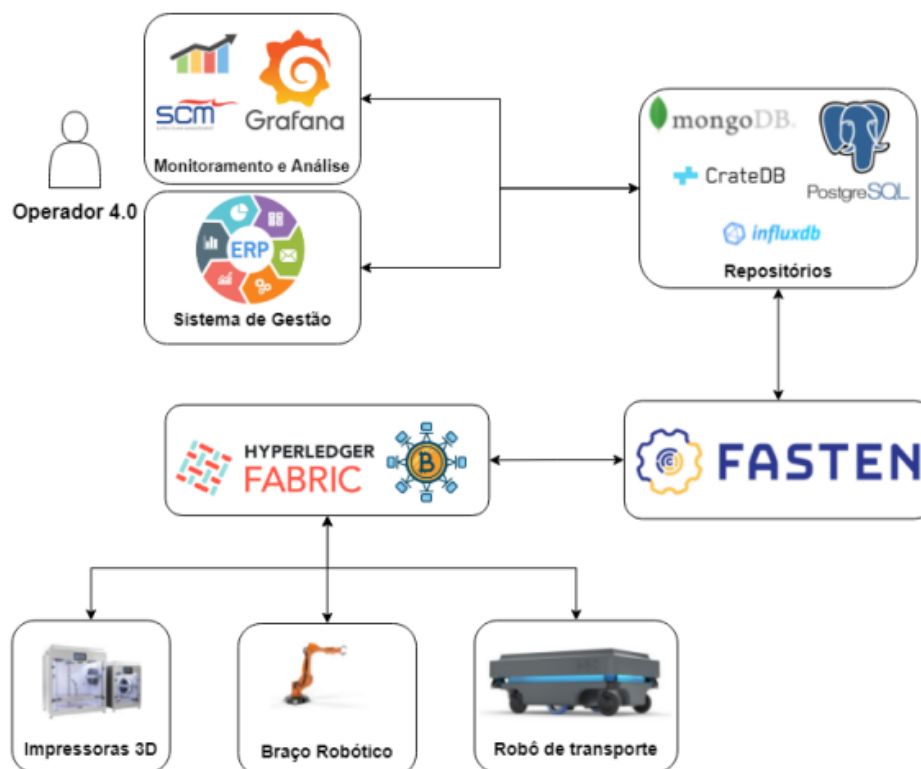 SCM
Grafana
Monitoramento e Análise
Operador 4.0
ERP
Sistema de Gestão
mongoDB
CrateDB
PostgreSQL
influxdb
Repositórios
HYPERLEDGER
FABRIC
B
FASTEN
Impressoras 3D
Braço Robótico
Robô de transporte